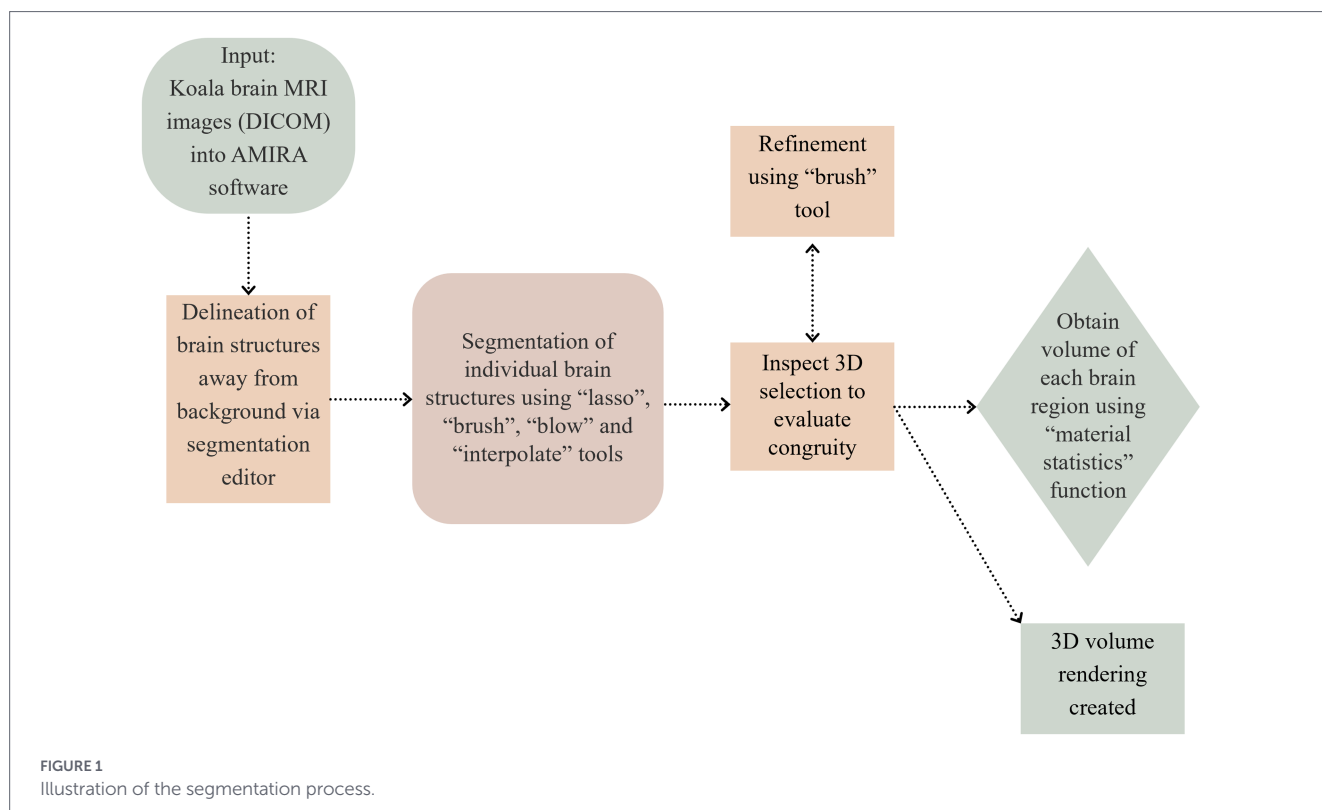 Input:
Koala brain MRI
images (DICOM)
into AMIRA
software
Delineation of
brain structures
away from
background via
segmentation
editor
Segmentation of
individual brain
structures using “lasso”,
“brush”, “blow” and
“interpolate” tools
Refinement
using “brush”
tool
Inspect 3D
selection to
evaluate
congruity
Obtain
volume of
each brain
region using
“material
statistics”
function
3D volume
rendering
created
FIGURE 1
Illustration of the segmentation process.